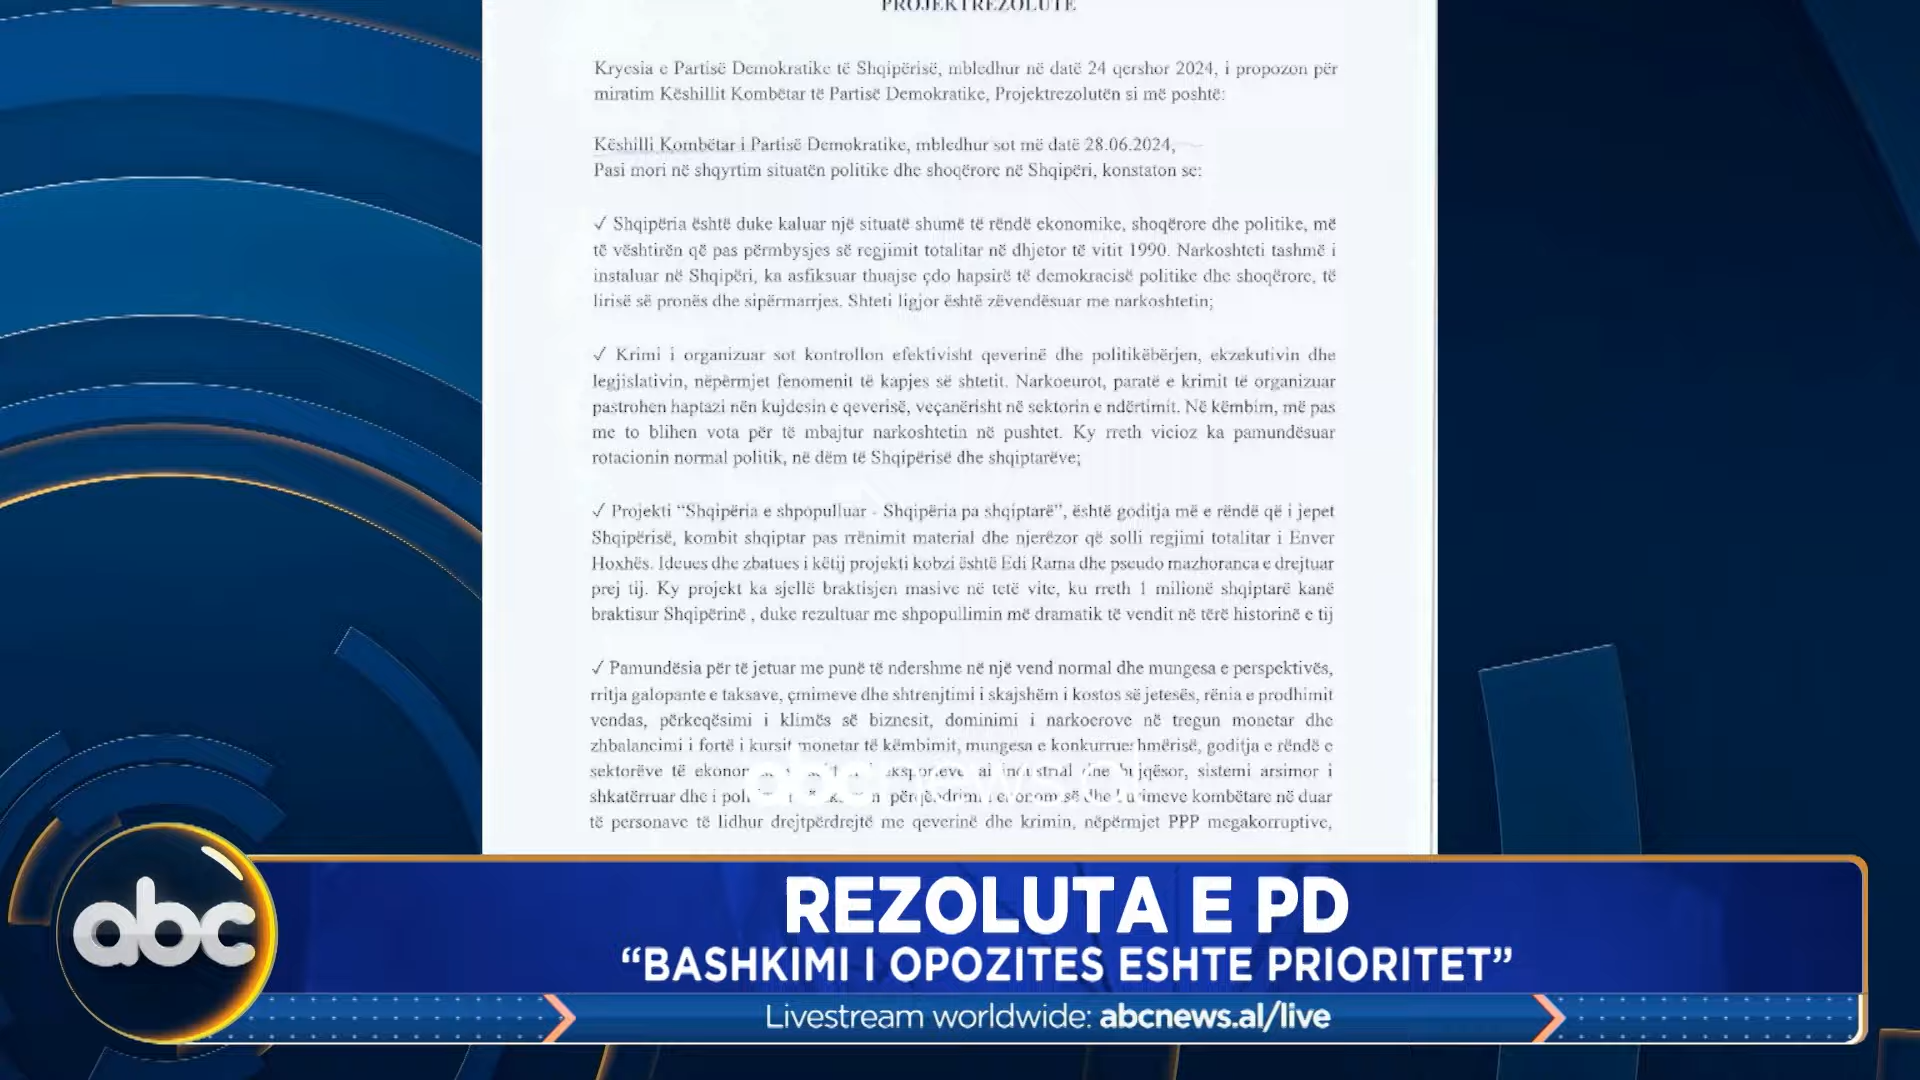 PROJEKTREZOLUTË
Kryesia e Partisë Demokratike të Shqipërisë, mbledhur në datë 24 qershor 2024, i propozon për
miratim Këshillit Kombëtar të Partisë Demokratike, Projektrezolutën si më poshtë:
Këshilli Kombëtar i Partisë Demokratike, mbledhur sot më datë 28.06.2024,
Pasi mori në shqyrtim situatën politike dhe shoqërore në Shqipëri, konstaton se:
✓ Shqipëria është duke kaluar një situatë shumë të rëndë ekonomike, shoqërore dhe politike, më
të vështirën që pas përmbysjes së regjimit totalitar në dhjetor të vitit 1990. Narkoshteti tashmë i
instaluar në Shqipëri, ka asfiksuar thuajse çdo hapsirë të demokracisë politike dhe shoqërore, të
lirisë së pronës dhe sipërmarrjes. Shteti ligjor është zëvendësuar me narkoshtetin;
✓ Krimi i organizuar sot kontrollon efektivisht qeverinë dhe politikëbërjen, ekzekutivin dhe
legjislativin, nëpërmjet fenomenit të kapjes së shtetit. Narkoeurot, paratë e krimit të organizuar
pastrohen haptazi nën kujdesin e qeverisë, veçanërisht në sektorin e ndërtimit. Në këmbim, më pas
me to blihen vota për të mbajtur narkoshtetin në pushtet. Ky rreth vicioz ka pamundësuar
rotacionin normal politik, në dëm të Shqipërisë dhe shqiptarëve;
✓ Projekti “Shqipëria e shpopulluar - Shqipëria pa shqiptarë”, është goditja më e rëndë që i jepet
Shqipërisë, kombit shqiptar pas rrënimit material dhe njerëzor që solli regjimi totalitar i Enver
Hoxhës. Ideues dhe zbatues i këtij projekti kobzi është Edi Rama dhe pseudo mazhoranca e drejtuar
prej tij. Ky projekt ka sjellë braktisjen masive në tetë vite, ku rreth 1 milionë shqiptarë kanë
braktisur Shqipërinë , duke rezultuar me shpopullimin më dramatik të vendit në tërë historinë e tij
✓ Pamundësia për të jetuar me punë të ndershme në një vend normal dhe mungesa e perspektivës,
rritja galopante e taksave, çmimeve dhe shtrenjtimi i skajshëm i kostos së jetesës, rënia e prodhimit
vendas, përkeqësimi i klimës së biznesit, dominimi i narkoerove në tregun monetar dhe
zhbalancimi i fortë i kursit monetar të këmbimit, mungesa e konkurrueshmërisë, goditja e rëndë e
sektorëve të industrial dhe bujqësor, sistemi arsimor i
shkatërruar dhe i së dhe kombëtare në duar
të personave të lidhur drejtpërdrejtë me qeverinë dhe krimin, nëpërmjet PPP megakorruptive,
abcnews.al
REZOLUTA E PD
“BASHKIMI I OPOZITES ESHTE PRIORITET”
abc
Livestream worldwide: abcnews.al/live